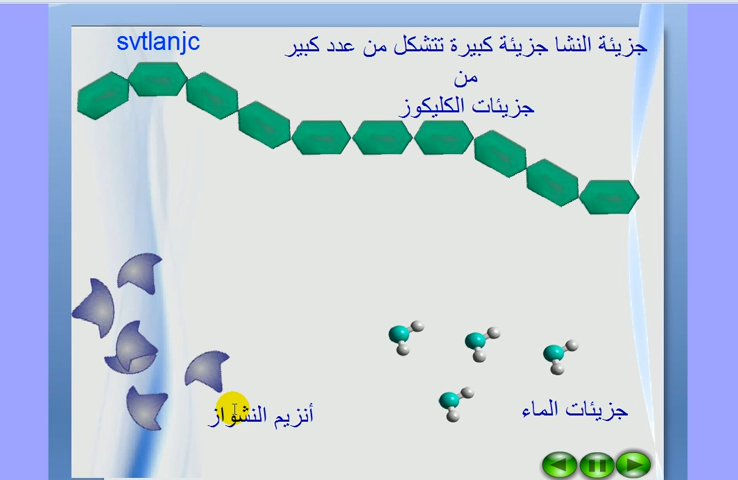 svtlanjc
جزيئة النشا جزيئة كبيرة تتشكل من عدد كبير
من
جزيئات الكليكوز
أنزيم النشواز
جزيئات الماء